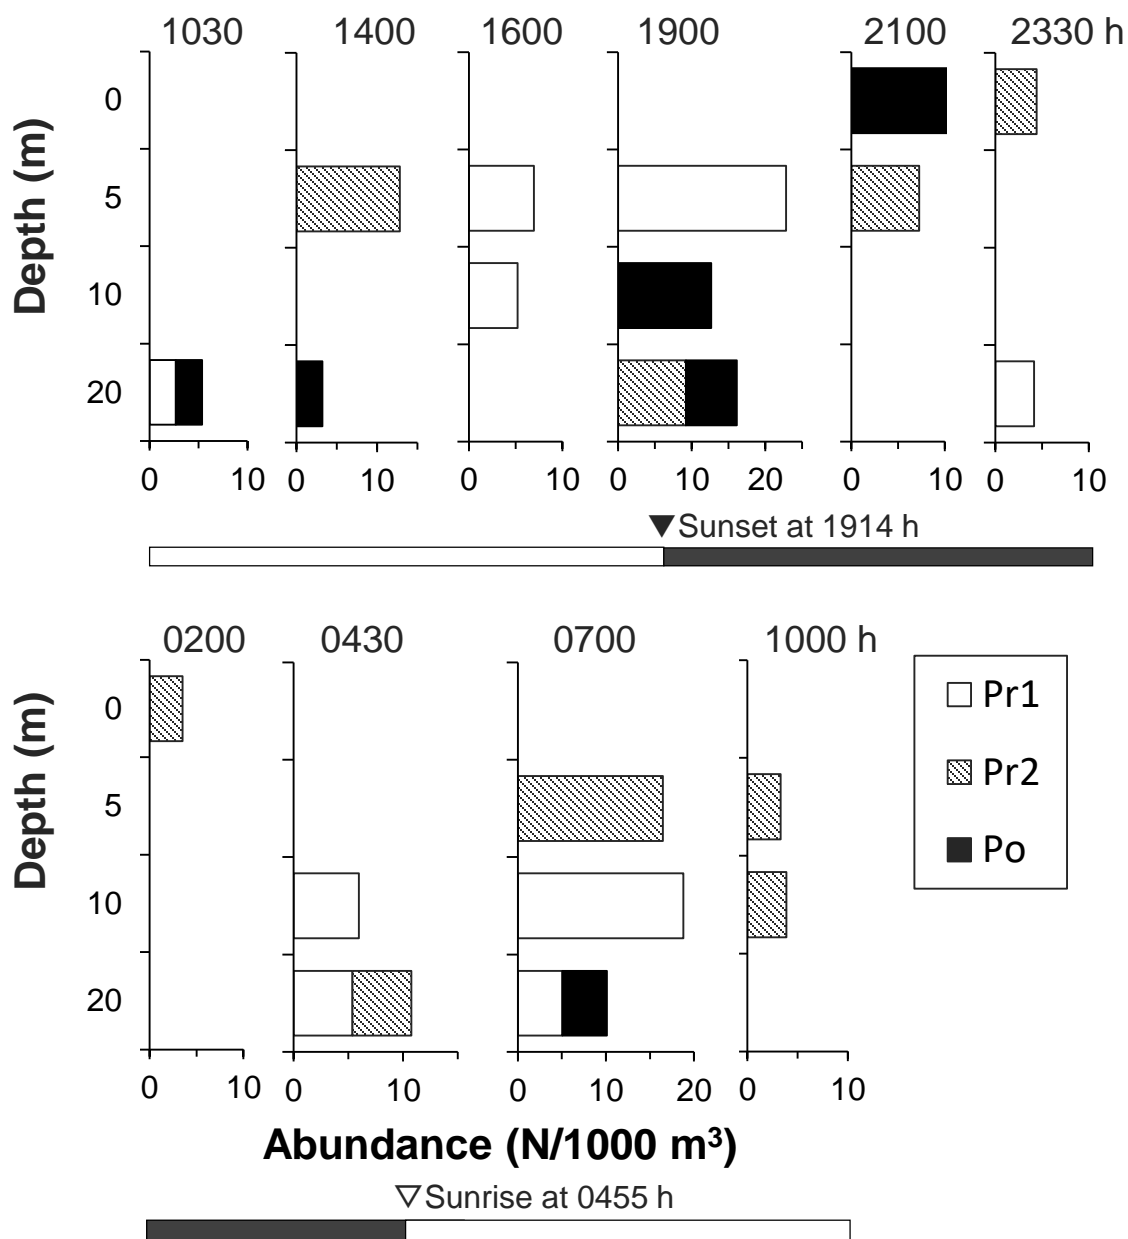 1030 1400 1600 1900 2100 2330 h
Depth (m)
0
5
10
20
0 10 0 10 0 10 0 10 20 0 10 0 10
▼Sunset at 1914 h
0200 0430 0700 1000 h
Depth (m)
0
5
10
20
Pr1
Pr2
Po
0 10 0 10 0 10 20 0 10
Abundance (N/1000 m³)
▽Sunrise at 0455 h